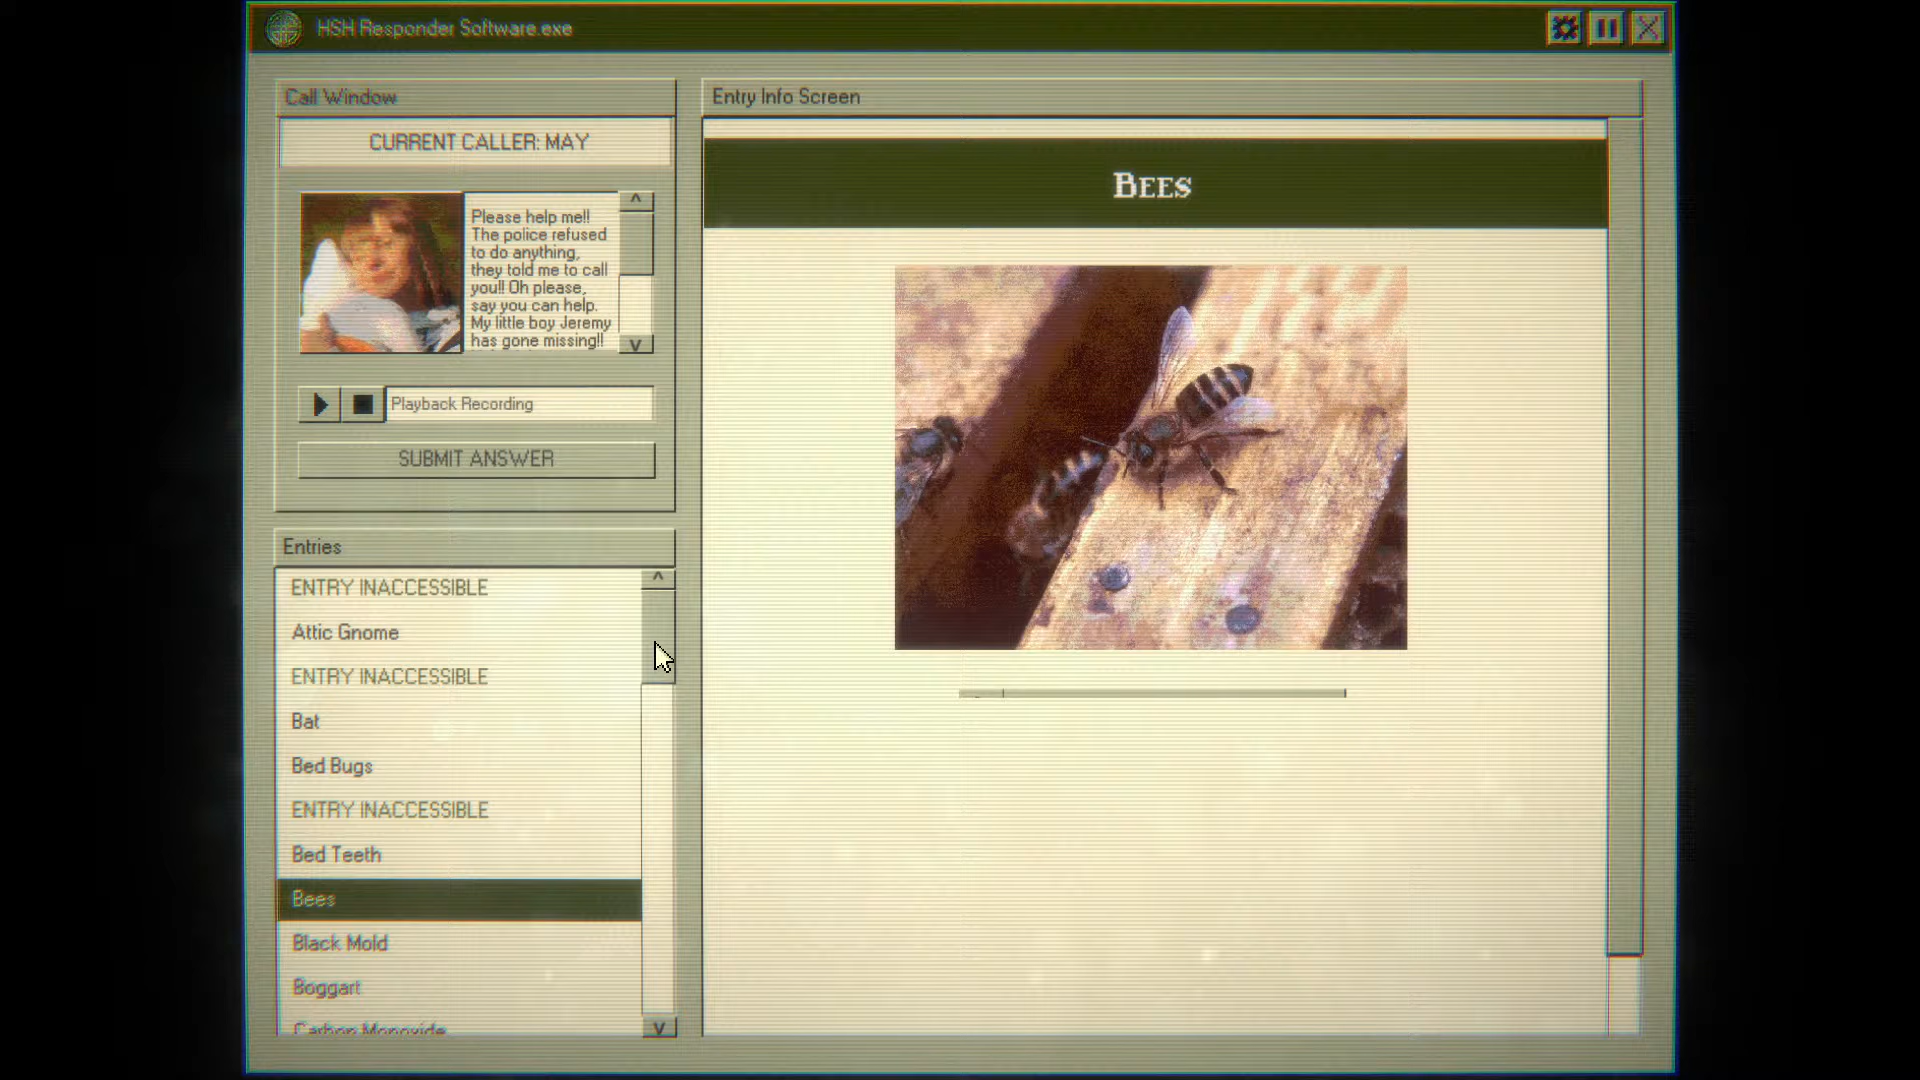 HSH Responder Software.exe
Call Window
CURRENT CALLER: MAY
Please help me!!
The police refused
to do anything,
they told me to call
you!! Oh please,
say you can help.
My little boy Jeremy
has gone missing!!
Playback Recording
SUBMIT ANSWER
Entries
ENTRY INACCESSIBLE
Attic Gnome
ENTRY INACCESSIBLE
Bat
Bed Bugs
ENTRY INACCESSIBLE
Bed Teeth
Bees
Black Mold
Boggart
Carbon Monoxide
Entry Info Screen
BEES